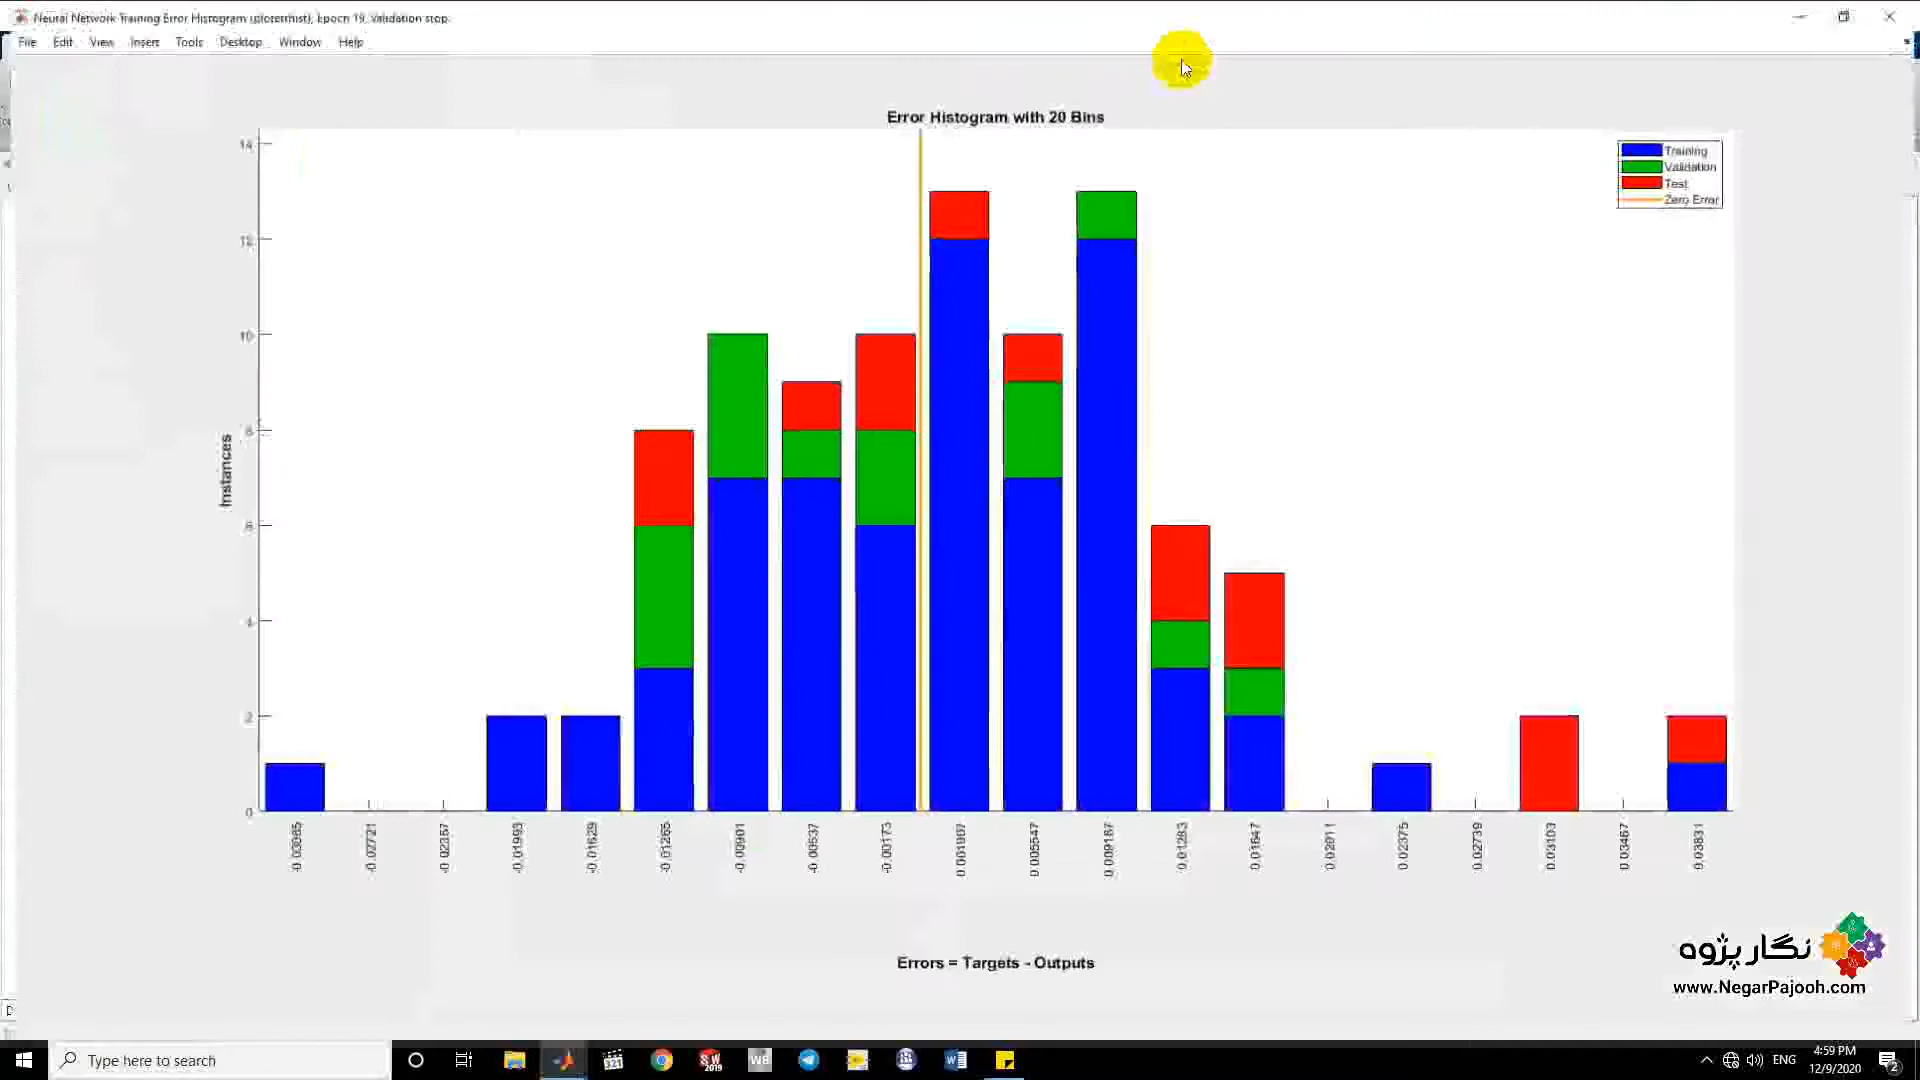 Neural Network Training Error Histogram (ploterrhist), Epoch 19, Validation stop.
File Edit View Insert Tools Desktop Window Help
Error Histogram with 20 Bins
Training
Validation
Test
Zero Error
14
12
10
8
6
4
2
0
Instances
-0.03085 -0.02721 -0.02357 -0.01993 -0.01629 -0.01265 -0.00901 -0.00537 -0.00173 0.001907 0.005547 0.009187 0.01283 0.01647 0.02011 0.02375 0.02739 0.03103 0.03467 0.03831
Errors = Targets - Outputs
نگار پژوه
www.NegarPajooh.com
Type here to search
321
SW
2019
WB
ENG
4:59 PM
12/9/2020
2